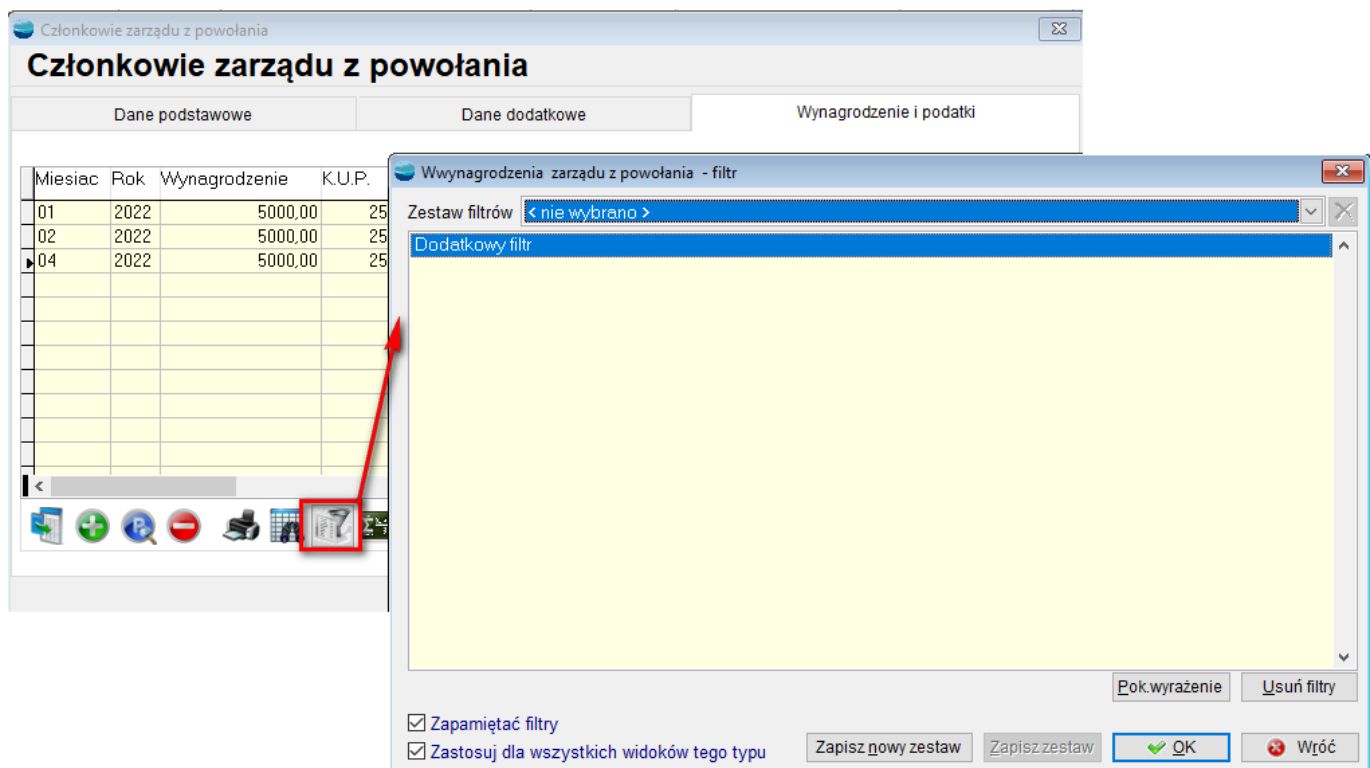 Członkowie zarządu z powołania
Członkowie zarządu z powołania
Dane podstawowe Dane dodatkowe Wynagrodzenie i podatki
Miesiac Rok Wynagrodzenie K.U.P.
01 2022 5000,00 25
02 2022 5000,00 25
04 2022 5000,00 25
Wwynagrodzenia zarządu z powołania - filtr
Zestaw filtrów < nie wybrano >
Dodatkowy filtr
Pok.wyrażenie Usuń filtry
Zapamiętać filtry
Zastosuj dla wszystkich widoków tego typu
Zapisz nowy zestaw Zapisz zestaw OK Wróć